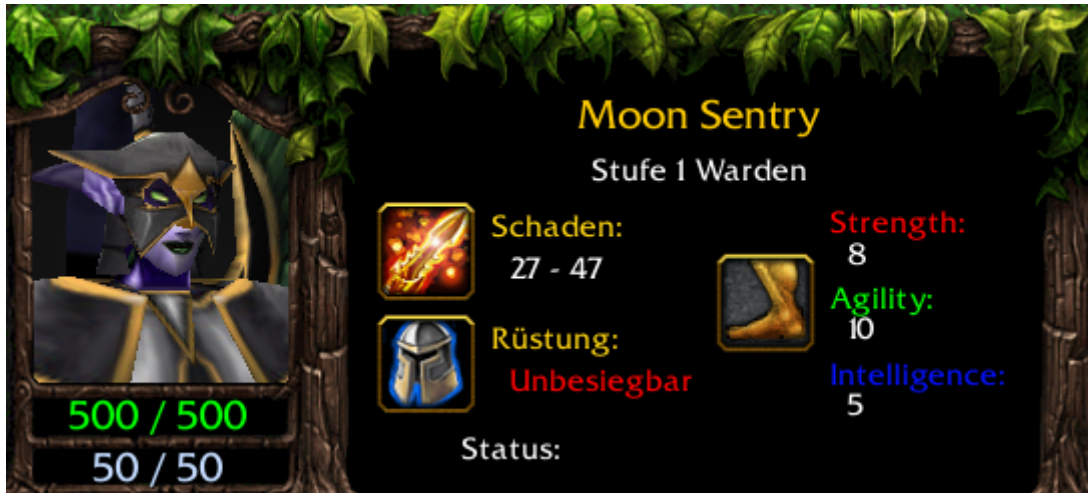 Moon Sentry
Stufe 1 Warden
Schaden:
27 - 47
Rüstung:
Unbesiegbar
Strength:
8
Agility:
10
Intelligence:
5
500 / 500
50 / 50
Status: